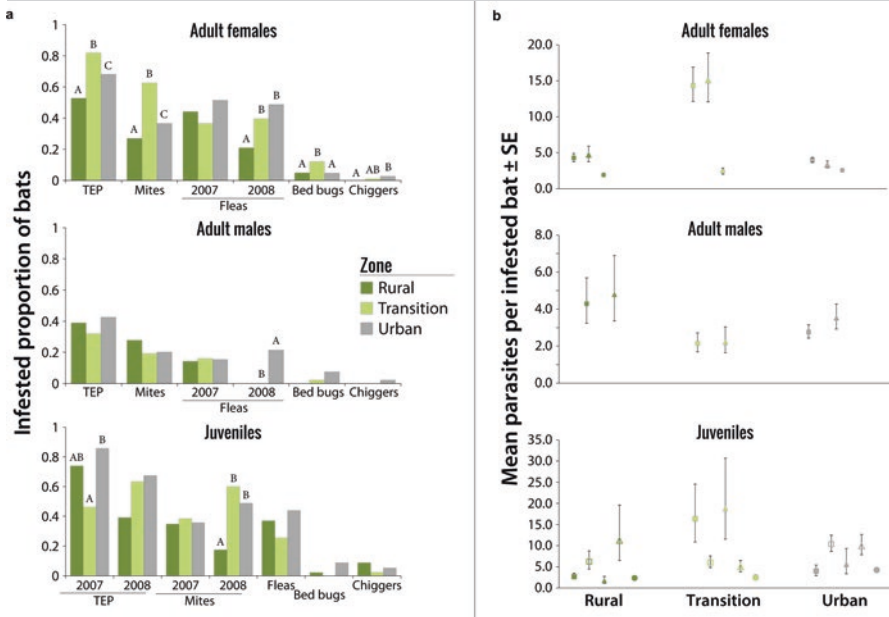 a
Adult females
1
0.8
0.6
0.4
0.2
0
A
B
C
A
B
C
A
B
B
A
B
A
A
AB
B
TEP
Mites
2007
2008
Bed bugs
Chiggers
Fleas
Infested proportion of bats
Adult males
1
0.8
0.6
0.4
0.2
0
B
A
Zone
Rural
Transition
Urban
TEP
Mites
2007
2008
Bed bugs
Chiggers
Fleas
Juveniles
1
0.8
0.6
0.4
0.2
0
AB
A
B
A
B
B
2007
2008
2007
2008
Fleas
Bed bugs
Chiggers
TEP
Mites
b
Adult females
20.0
15.0
10.0
5.0
0.0
Mean parasites per infested bat ± SE
Adult males
8.0
6.0
4.0
2.0
0.0
Juveniles
35.0
30.0
25.0
20.0
15.0
10.0
5.0
0.0
Rural
Transition
Urban